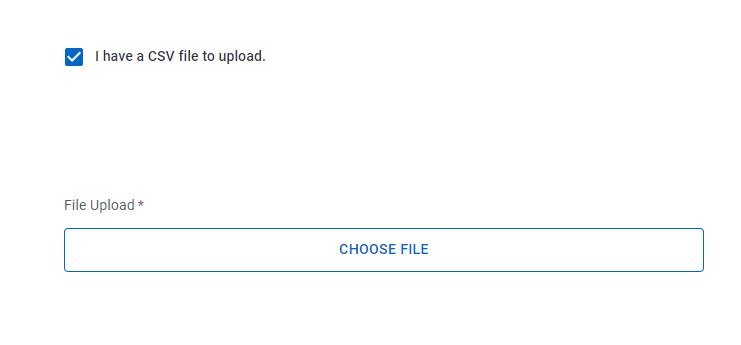 I have a CSV file to upload.
File Upload *
CHOOSE FILE